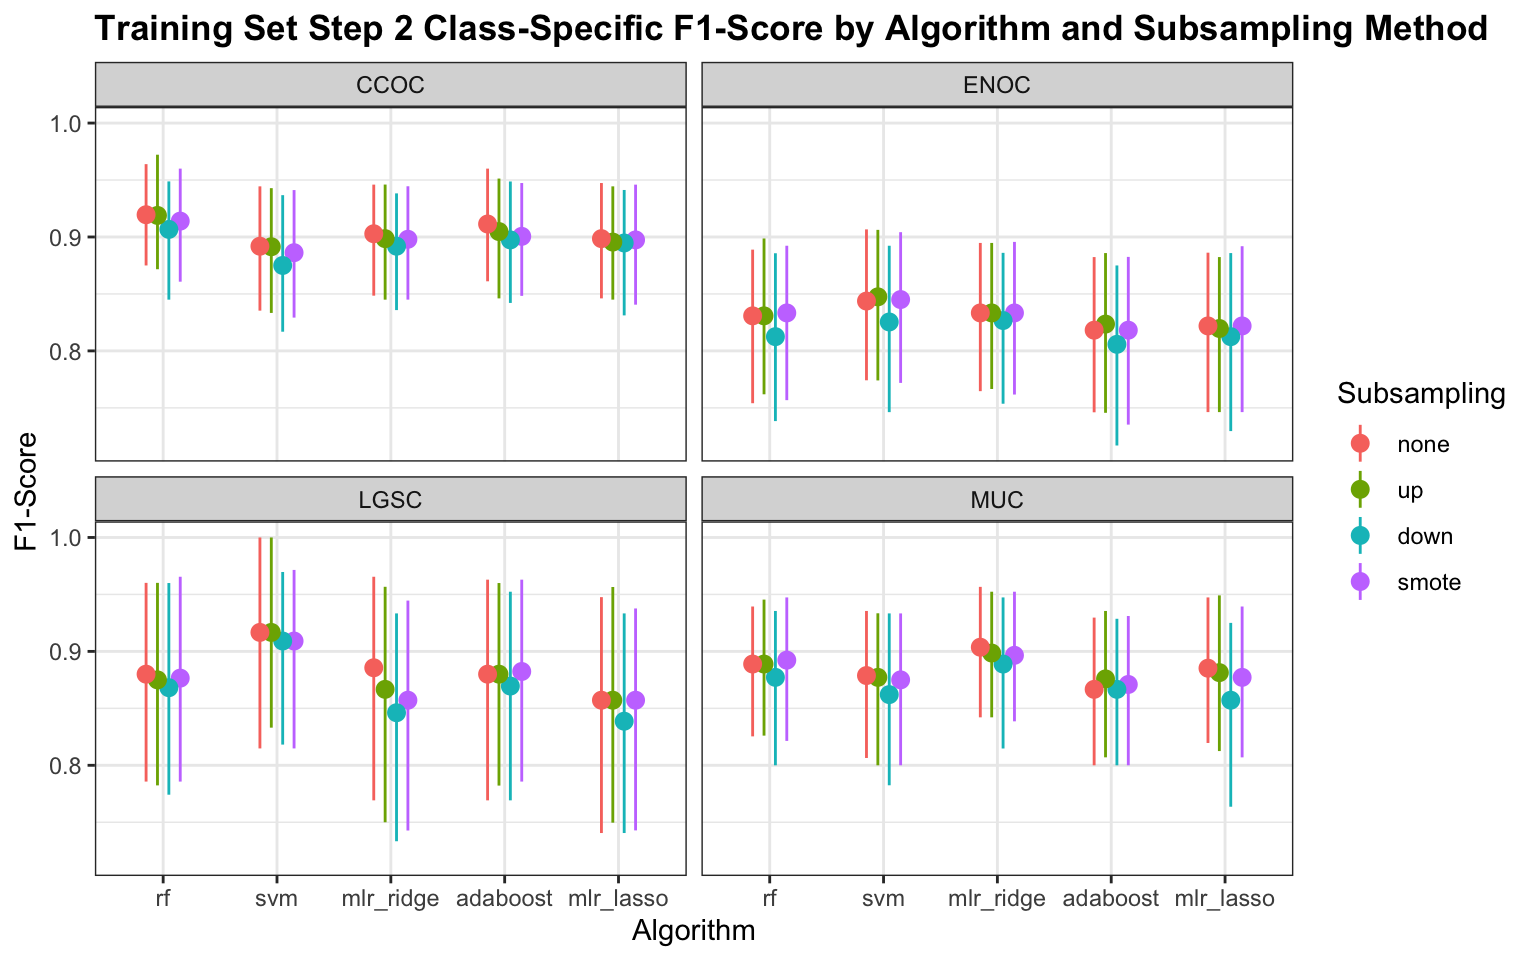 Training Set Step 2 Class-Specific F1-Score by Algorithm and Subsampling Method
CCOC
ENOC
1.0
0.9
0.8
LGSC
MUC
1.0
0.9
0.8
F1-Score
rf svm mlr_ridge adaboost mlr_lasso
rf svm mlr_ridge adaboost mlr_lasso
Algorithm
Subsampling
none
up
down
smote